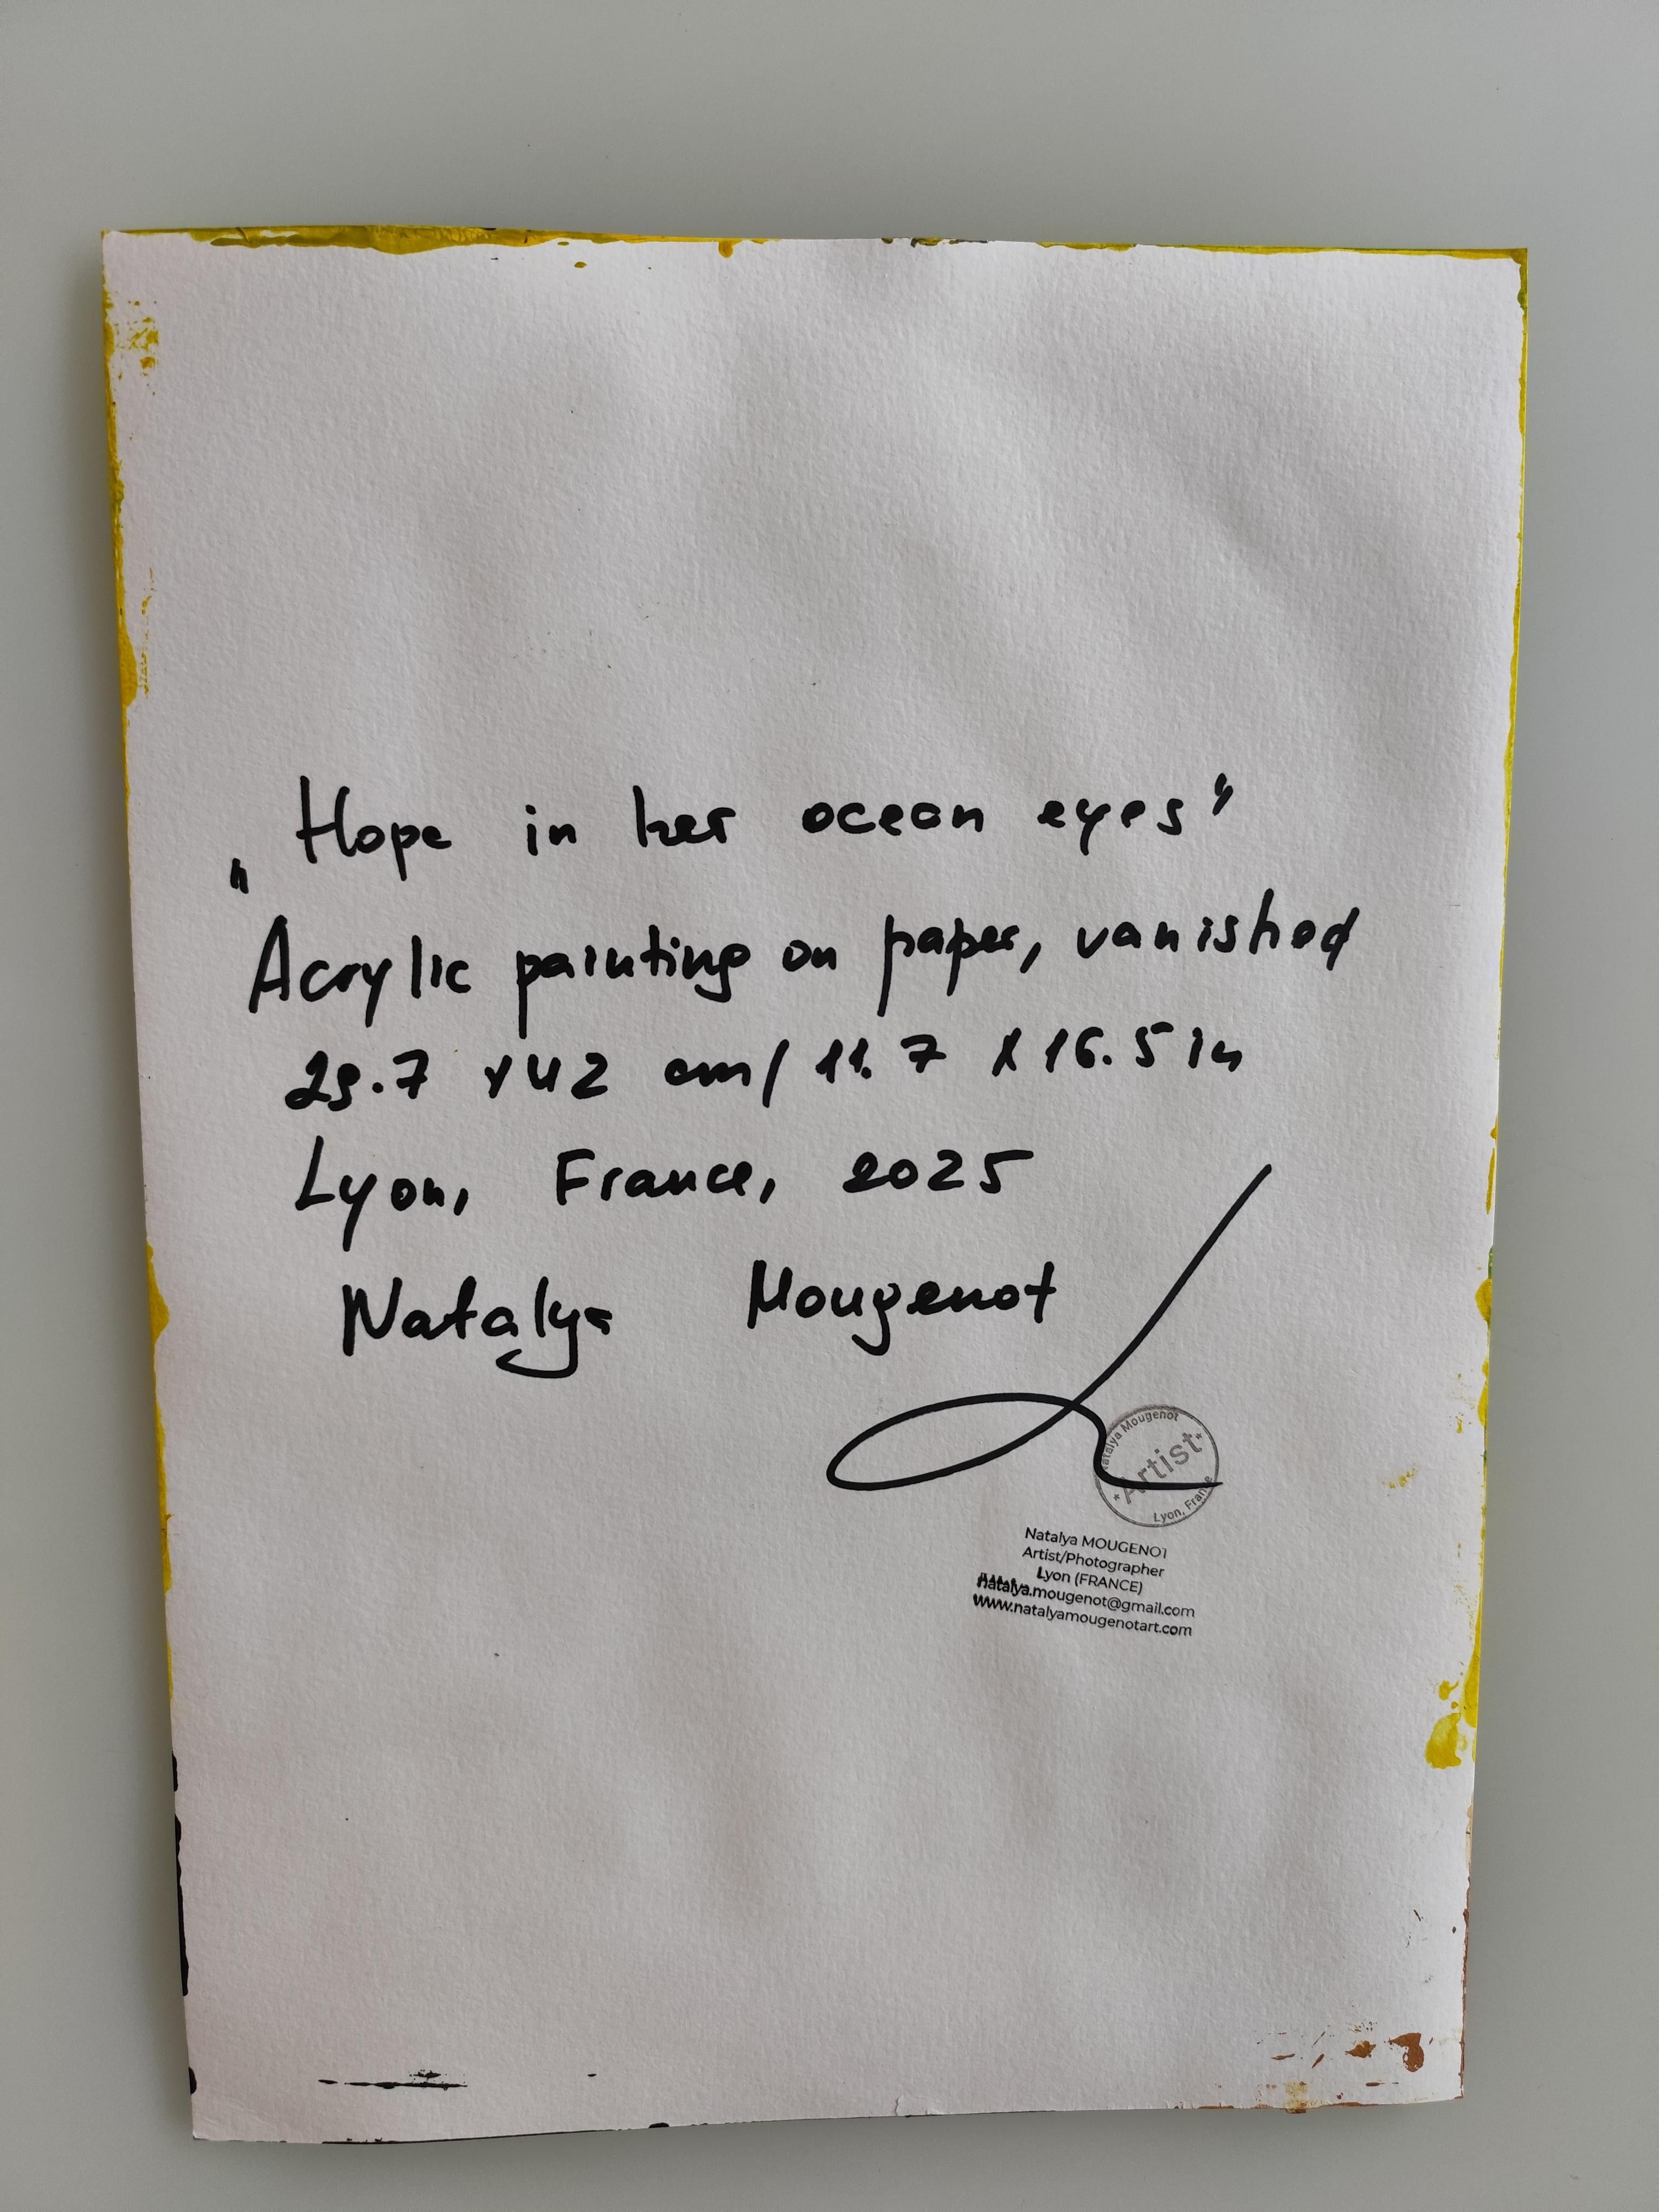 „Hope in her ocean eyes"
Acrylic painting on paper, vanished
29.7 x 42 cm/ 11.7 x 16.5 in
Lyon, France, 2025
Natalya Mougenot
Natalya Mougenot
*Artist*
Lyon, France
Natalya MOUGENOT
Artist/Photographer
Lyon (FRANCE)
natalya.mougenot@gmail.com
www.natalyamougenotart.com